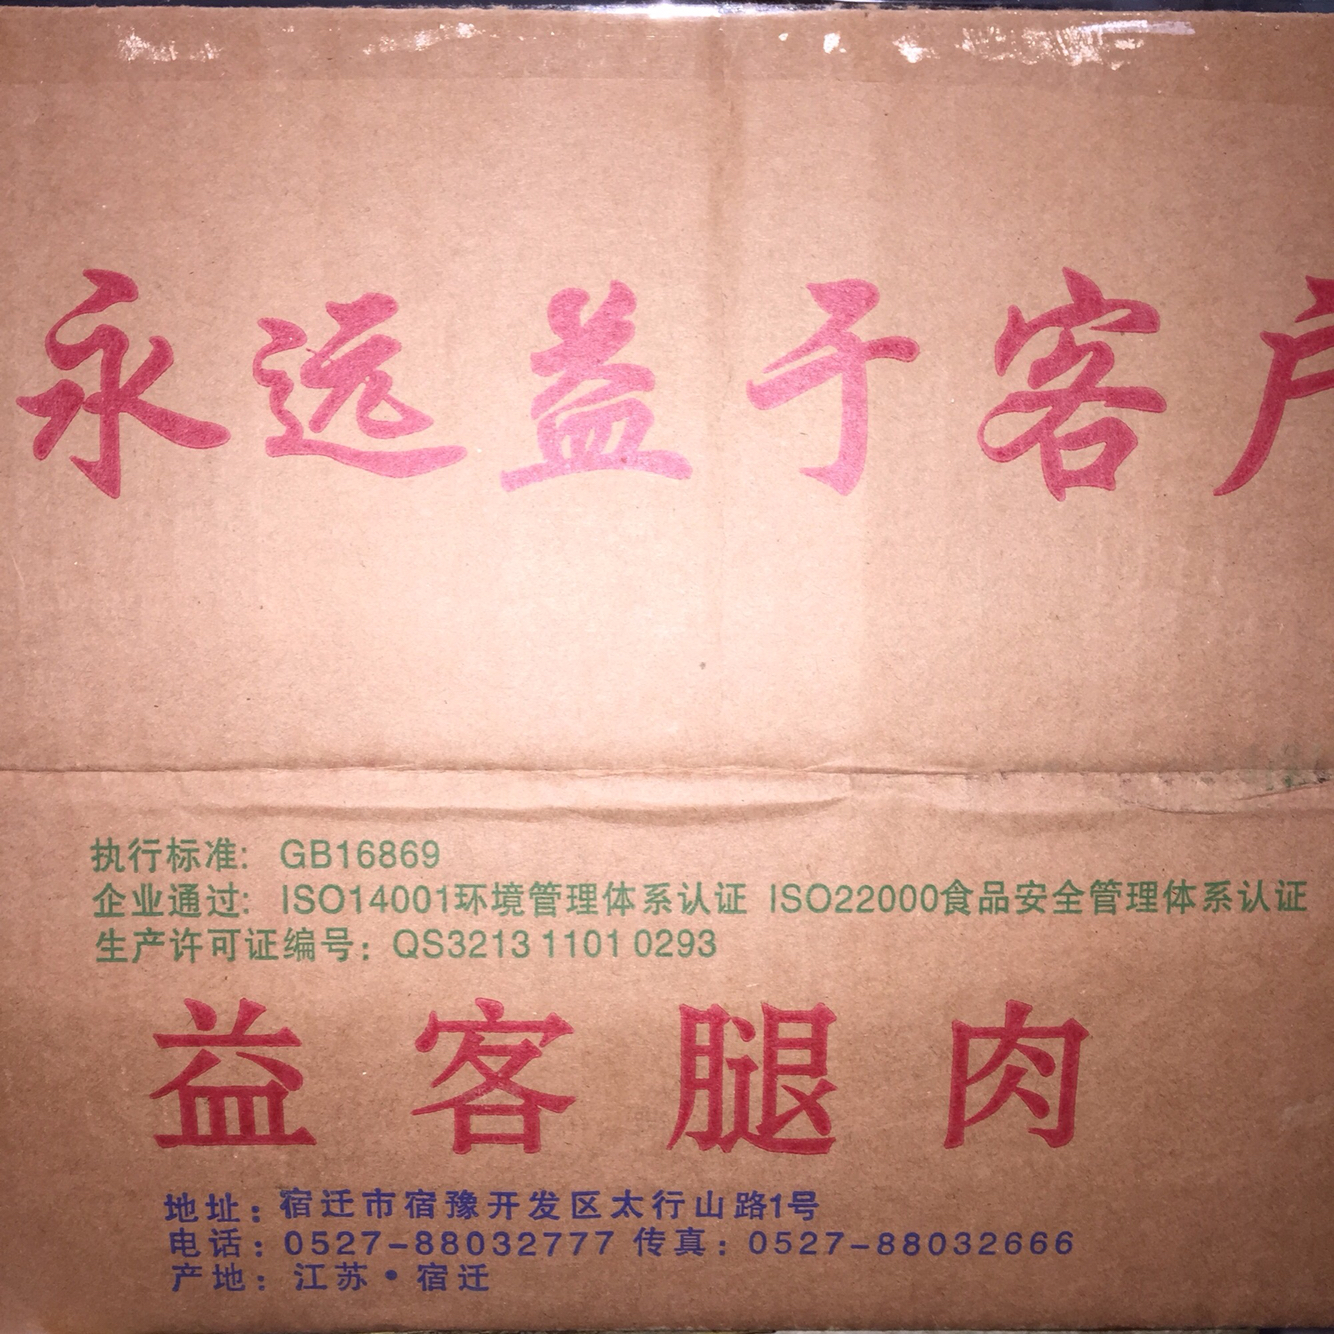 永远益于客户
执行标准: GB16869
企业通过: ISO14001环境管理体系认证 ISO22000食品安全管理体系认证
生产许可证编号：QS3213 1101 0293
益客腿肉
地址：宿迁市宿豫开发区太行山路1号
电话：0527-88032777 传真：0527-88032666
产地：江苏·宿迁